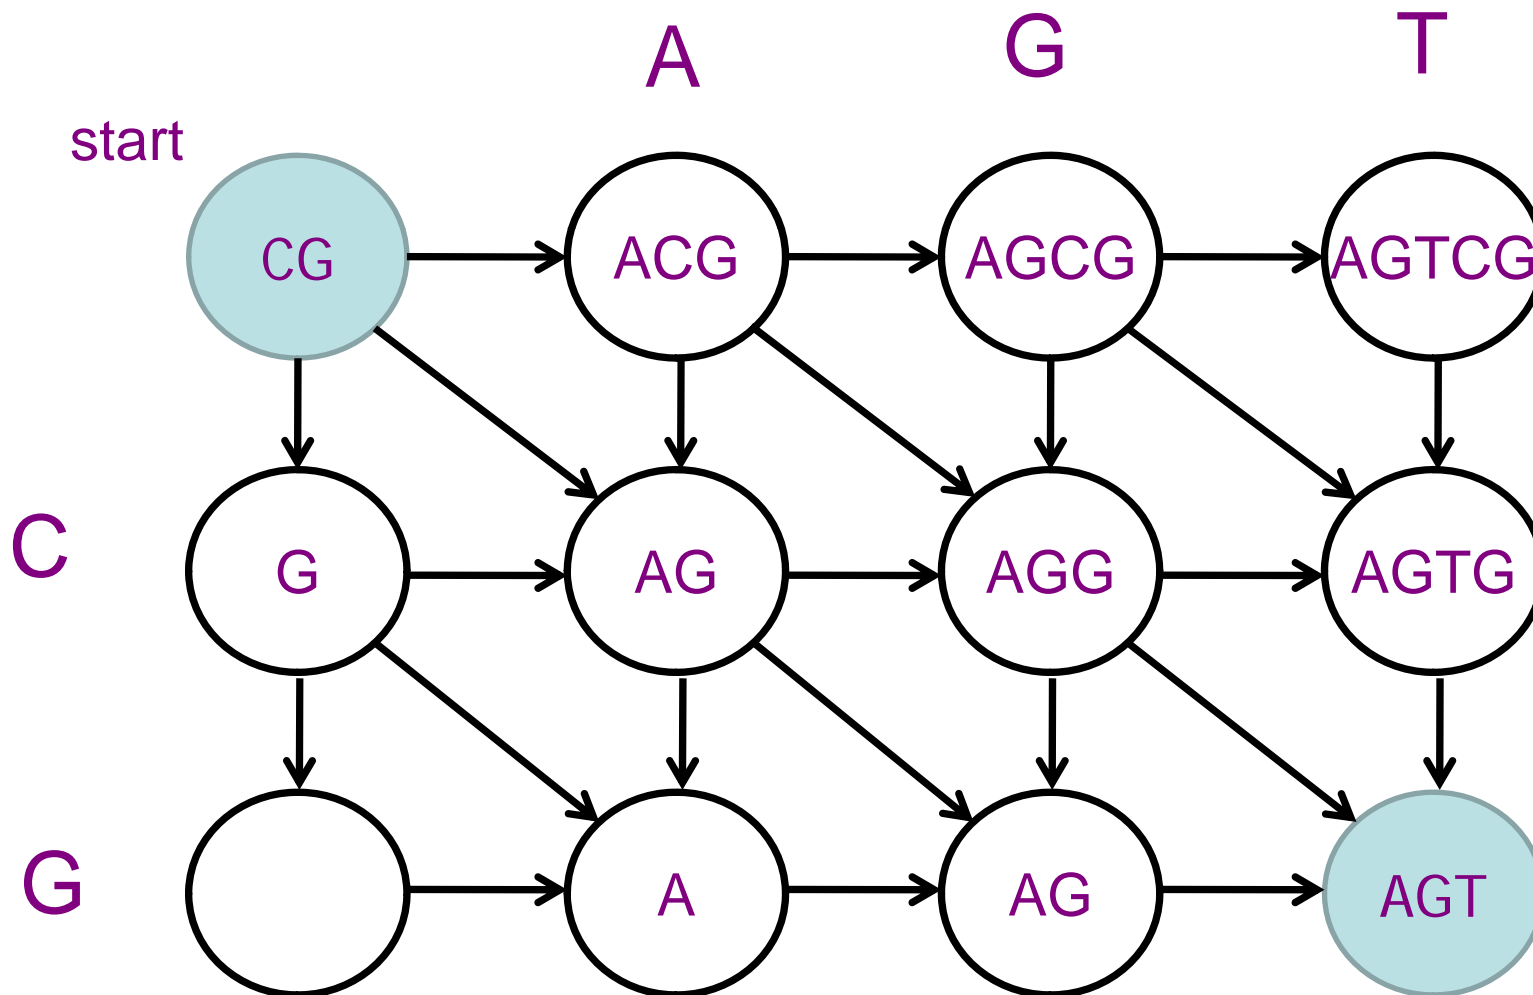 A G T
start
CG ACG AGCG AGTCG
C G AG AGG AGTG
G A AG AGT